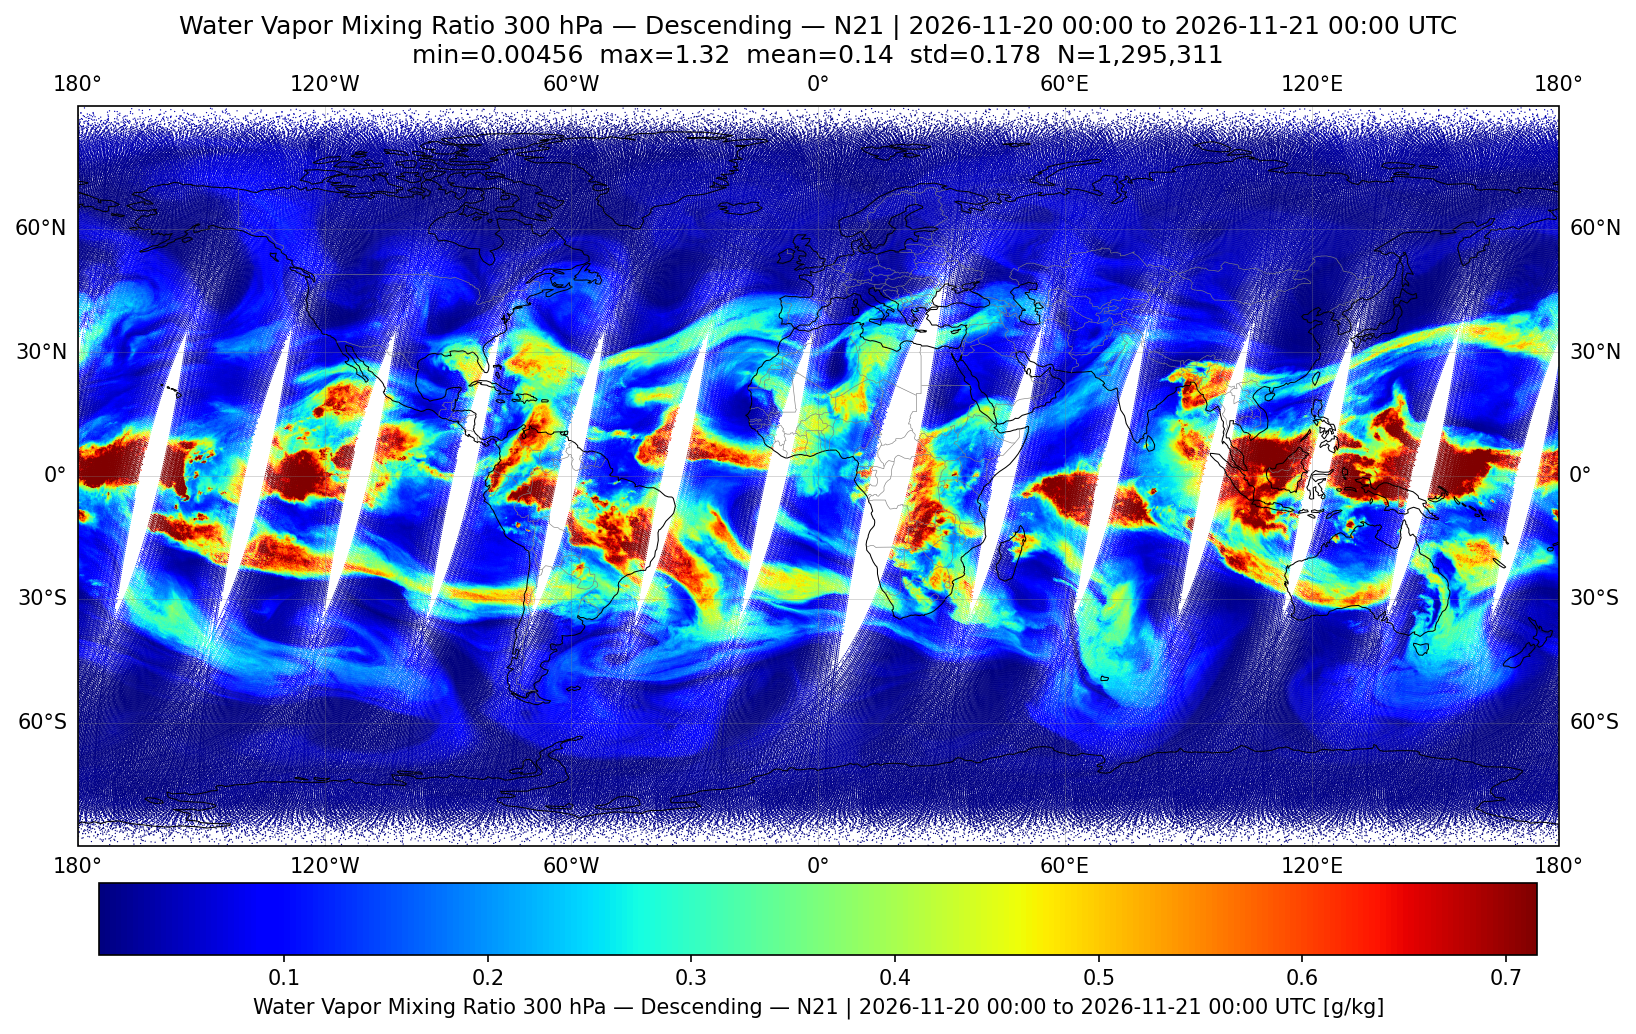 Water Vapor Mixing Ratio 300 hPa — Descending — N21 | 2026-11-20 00:00 to 2026-11-21 00:00 UTC
min=0.00456 max=1.32 mean=0.14 std=0.178 N=1,295,311
180° 120°W 60°W 0° 60°E 120°E 180°
60°N 60°N
30°N 30°N
0° 0°
30°S 30°S
60°S 60°S
180° 120°W 60°W 0° 60°E 120°E 180°
0.1 0.2 0.3 0.4 0.5 0.6 0.7
Water Vapor Mixing Ratio 300 hPa — Descending — N21 | 2026-11-20 00:00 to 2026-11-21 00:00 UTC [g/kg]